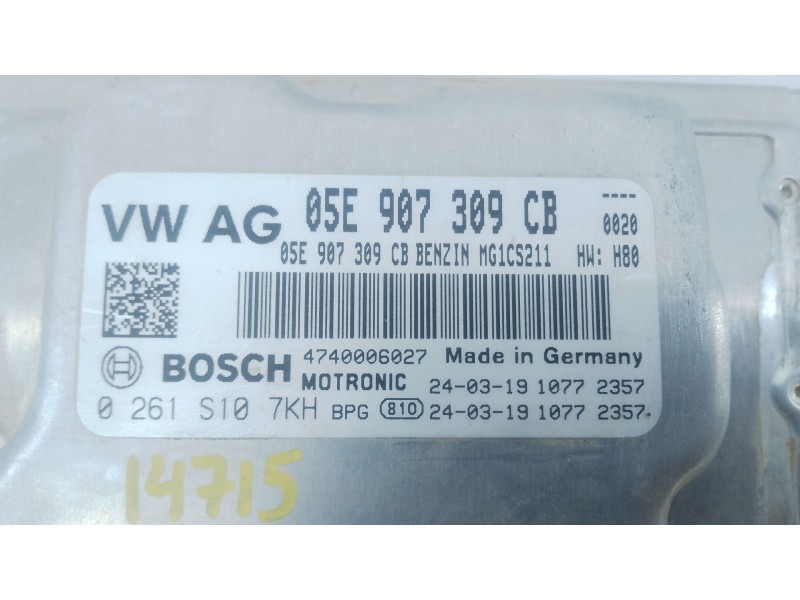 VW AG 05E 907 309 CB ----
0020
05E 907 309 CB BENZIN MG1CS211 HW: H80
BOSCH 4740006027 Made in Germany
MOTRONIC 24-03-19 1077 2357
0 261 S10 7KH BPG 810 24-03-19 1077 2357
14715